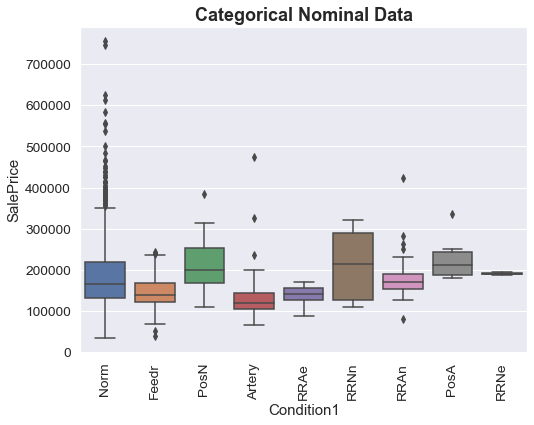 Categorical Nominal Data
SalePrice
700000
600000
500000
400000
300000
200000
100000
0
Norm
Feedr
PosN
Artery
RRAe
RRNn
RRAn
PosA
RRNe
Condition1